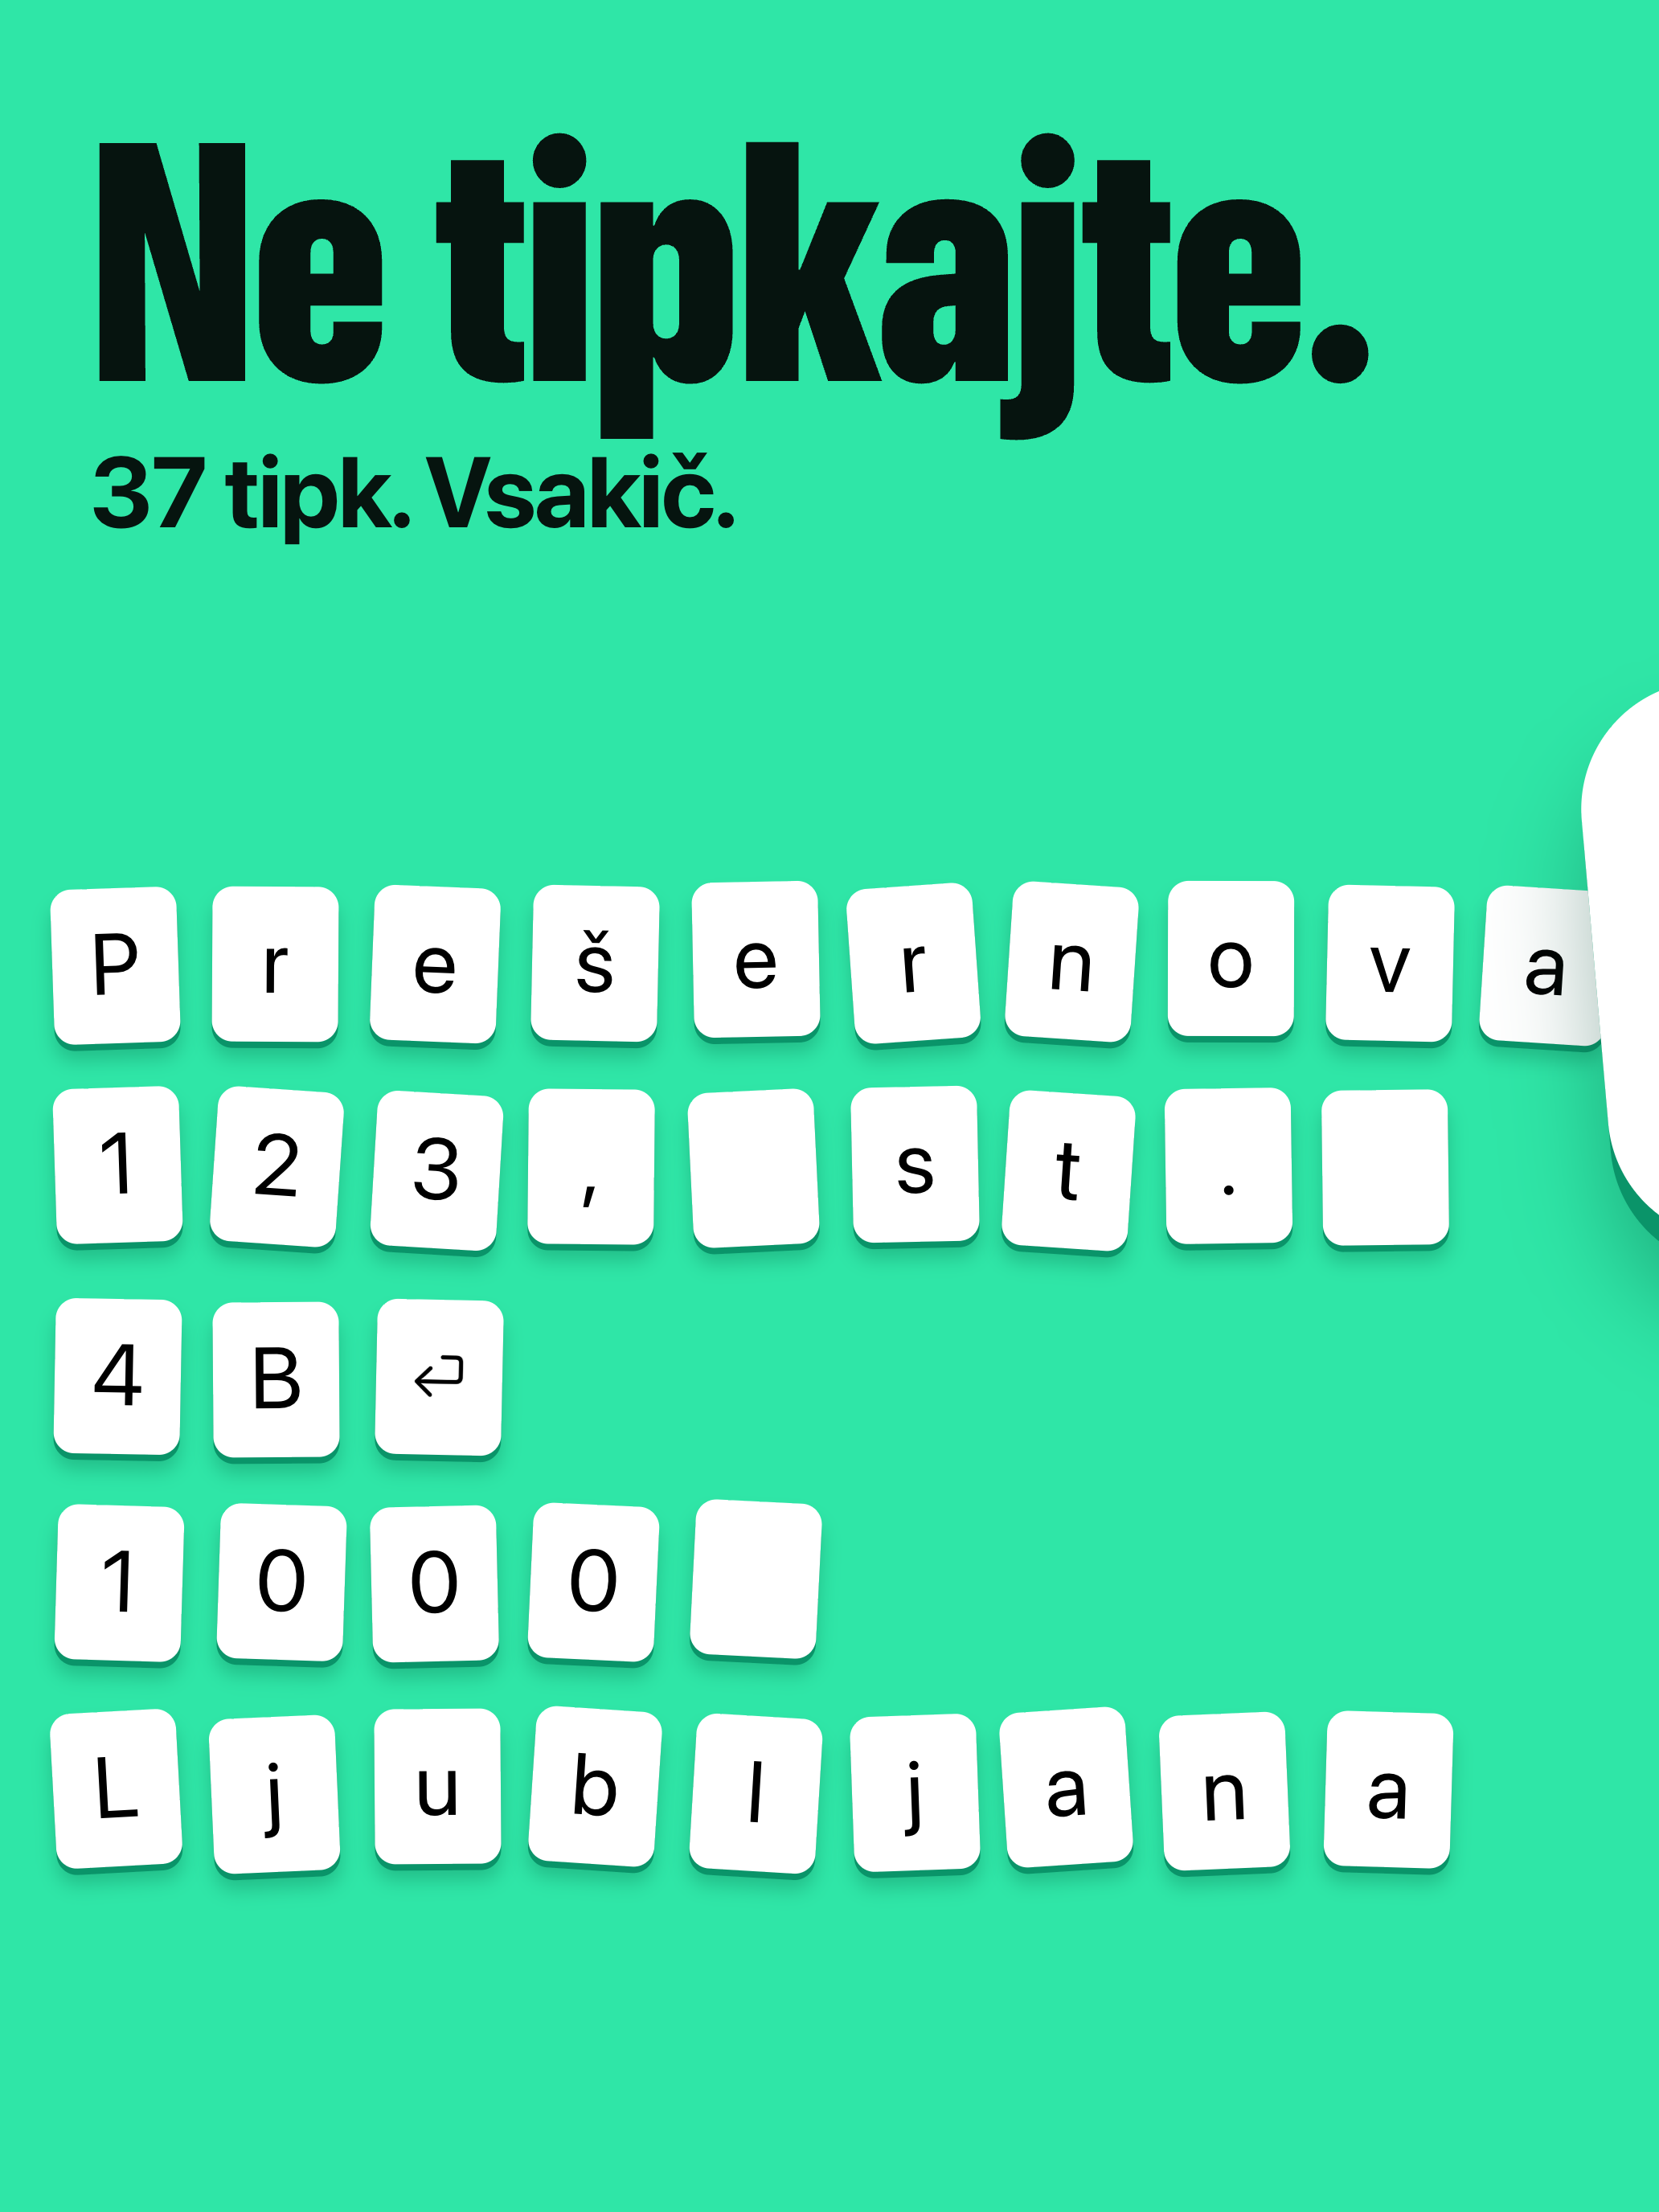 Ne tipkajte.
37 tipk. Vsakič.
Prešernova
123, st.
4B
1000
Ljubljana